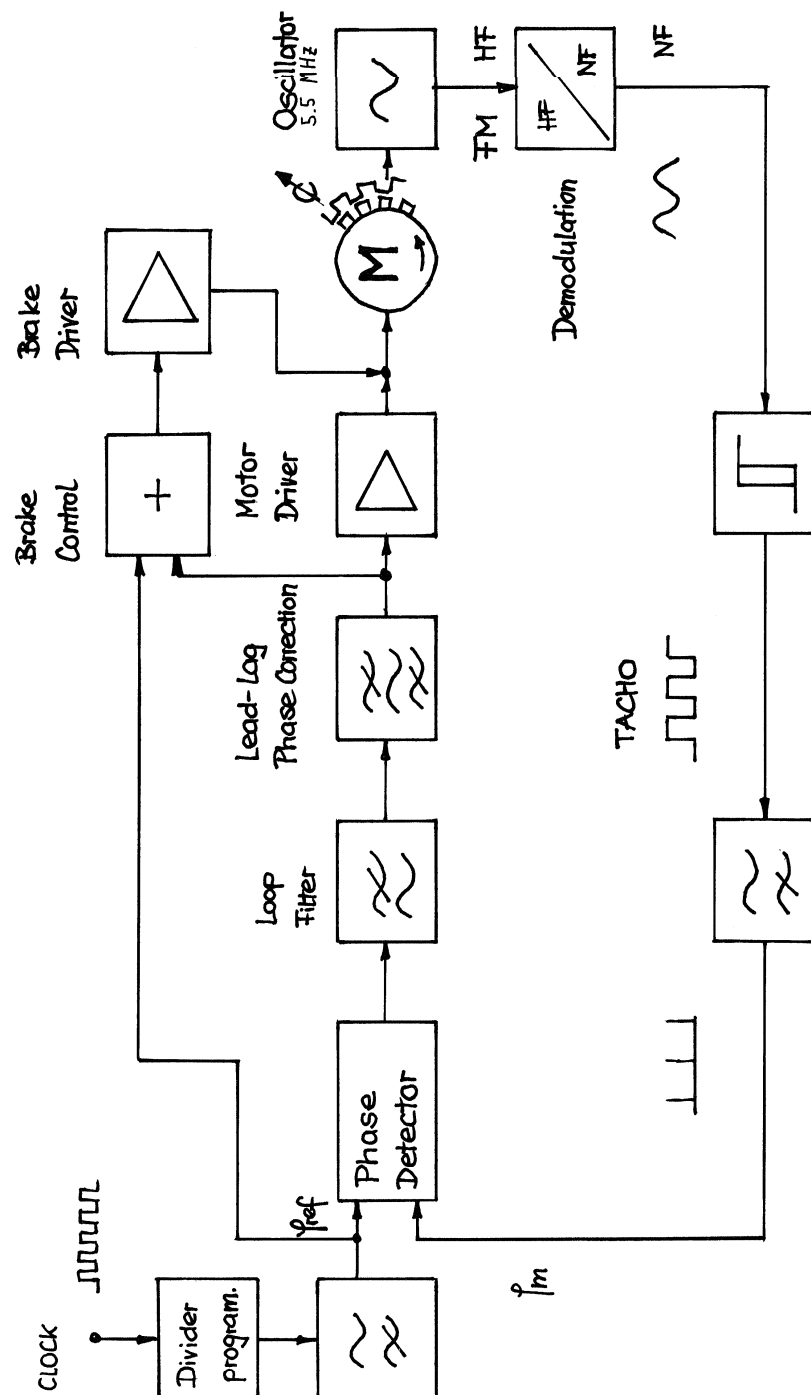 CLOCK
Divider
program.
φref
φm
Phase
Detector
Loop
Filter
Lead-Lag
Phase Correction
Brake
Control
Motor
Driver
Brake
Driver
M
Oscillator
5.5 MHz
FM
HF
HF
NF
Demodulation
NF
TACHO